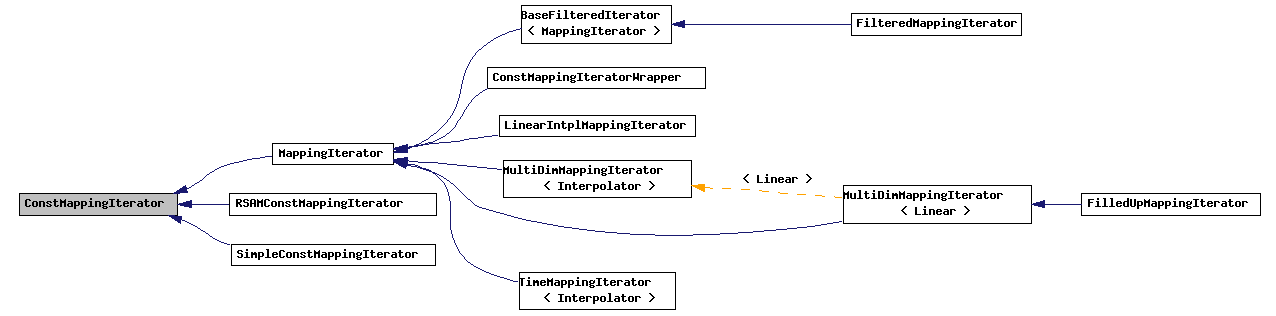 BaseFilteredIterator
< MappingIterator >
FilteredMappingIterator
ConstMappingIteratorWrapper
LinearIntplMappingIterator
MappingIterator
MultiDimMappingIterator
< Interpolator >
< Linear >
MultiDimMappingIterator
< Linear >
FilledUpMappingIterator
ConstMappingIterator
RSAMConstMappingIterator
SimpleConstMappingIterator
TimeMappingIterator
< Interpolator >